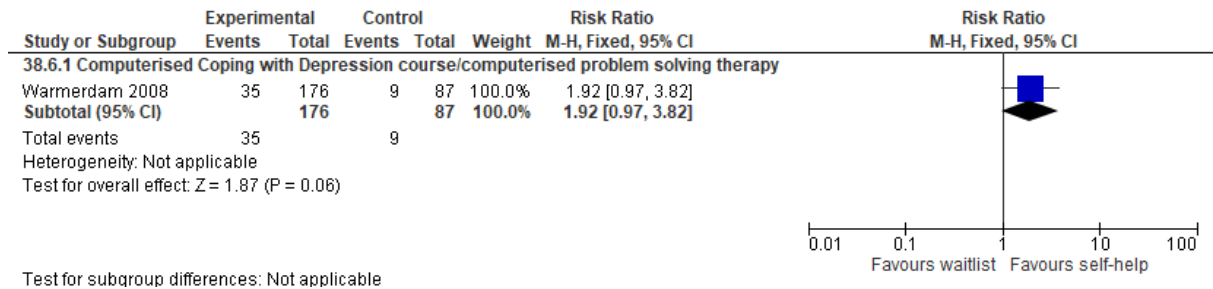 Experimental Control Risk Ratio Risk Ratio
Study or Subgroup Events Total Events Total Weight M-H, Fixed, 95% CI M-H, Fixed, 95% CI
38.6.1 Computerised Coping with Depression course/computerised problem solving therapy
Warmerdam 2008 35 176 9 87 100.0% 1.92 [0.97, 3.82]
Subtotal (95% CI) 176 87 100.0% 1.92 [0.97, 3.82]
Total events 35 9
Heterogeneity: Not applicable
Test for overall effect: Z = 1.87 (P = 0.06)
0.01 0.1 1 10 100
Favours waitlist Favours self-help
Test for subgroup differences: Not applicable